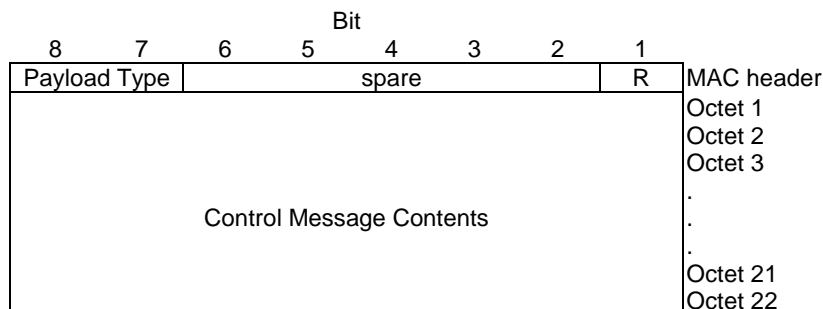 Bit
8 7 6 5 4 3 2 1
Payload Type spare R MAC header
Octet 1
Octet 2
Octet 3
.
Control Message Contents .
.
Octet 21
Octet 22